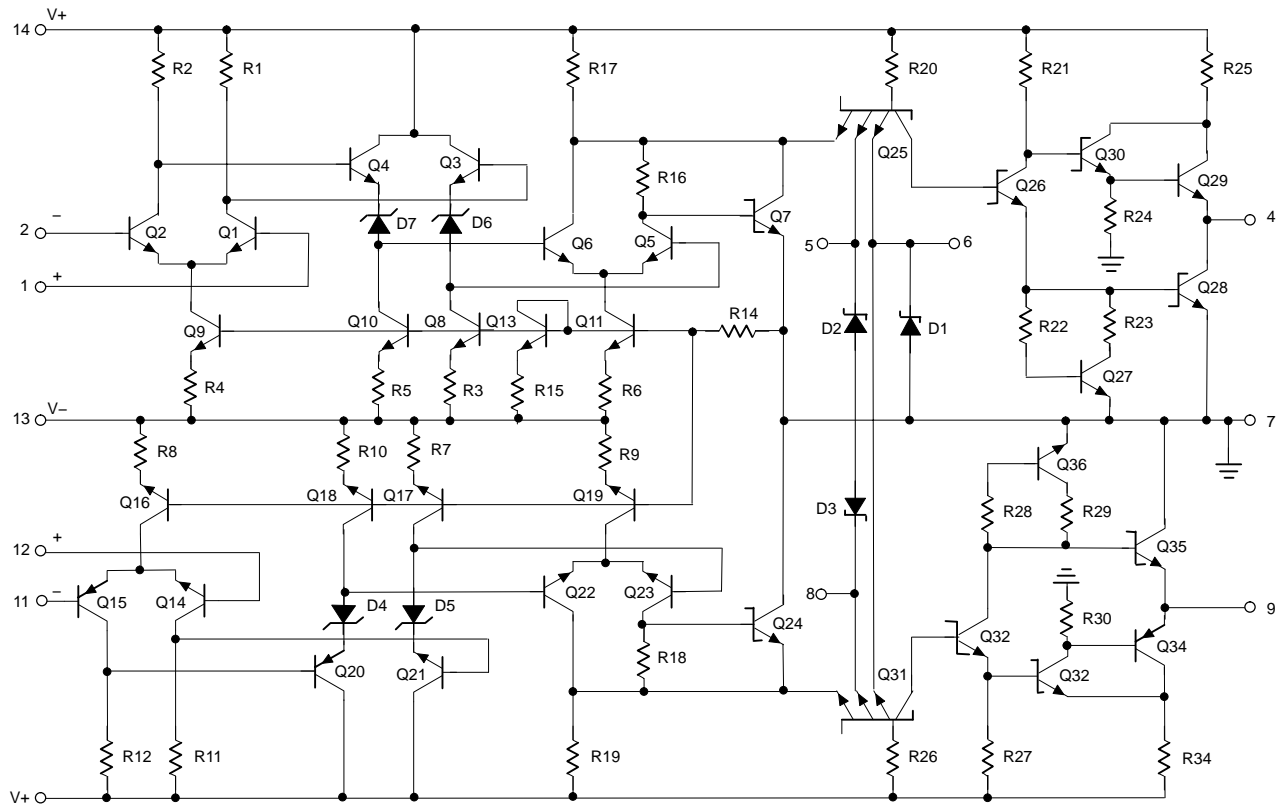 14 V+
R2 R1 R17 R20 R21 R25
Q4 Q3 Q25 Q30
R16 Q26 Q29
2 − Q2 Q1 D7 D6 Q6 Q5 Q7 R24 4
5 6
1 + Q28
R14
Q9 Q10 Q8 Q13 Q11 D2 D1 R22 R23
R4 R5 R3 R15 R6 Q27
13 V− 7
R8 R10 R7 R9 Q36
Q16 Q18 Q17 Q19 D3 R28 R29
12 + Q35
11 − Q15 Q14 D4 D5 Q22 Q23 8 9
Q24 Q32 R30 Q34
Q20 Q21 R18 Q31 Q32
R12 R11 R19 R26 R27 R34
V+